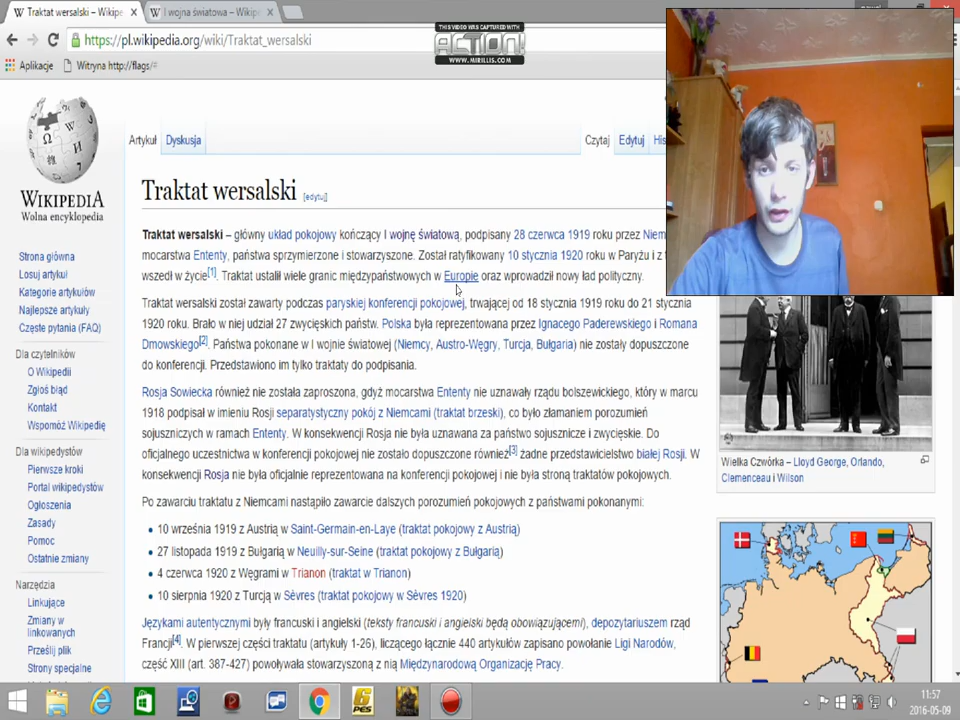 Traktat wersalski – Wikipe
I wojna światowa – Wikipe
https://pl.wikipedia.org/wiki/Traktat_wersalski
THIS VIDEO WAS CAPTURED WITH
ACTION!
WWW.MIRILLIS.COM
Aplikacje
Witryna http://flags/
WIKIPEDIA
Wolna encyklopedia
Strona główna
Losuj artykuł
Kategorie artykułów
Najlepsze artykuły
Częste pytania (FAQ)
Dla czytelników
O Wikipedii
Zgłoś błąd
Kontakt
Wspomóż Wikipedię
Dla wikipedystów
Pierwsze kroki
Portal wikipedystów
Ogłoszenia
Zasady
Pomoc
Ostatnie zmiany
Narzędzia
Linkujące
Zmiany w
linkowanych
Prześlij plik
Strony specjalne
Artykuł Dyskusja
Czytaj Edytuj His
Traktat wersalski [edytuj]
Traktat wersalski – główny układ pokojowy kończący I wojnę światową, podpisany 28 czerwca 1919 roku przez Niem
mocarstwa Ententy, państwa sprzymierzone i stowarzyszone. Został ratyfikowany 10 stycznia 1920 roku w Paryżu i z
wszedł w życie[1]. Traktat ustalił wiele granic międzypaństwowych w Europie oraz wprowadził nowy ład polityczny.
Traktat wersalski został zawarty podczas paryskiej konferencji pokojowej, trwającej od 18 stycznia 1919 roku do 21 stycznia
1920 roku. Brało w niej udział 27 zwycięskich państw. Polska była reprezentowana przez Ignacego Paderewskiego i Romana
Dmowskiego[2]. Państwa pokonane w I wojnie światowej (Niemcy, Austro-Węgry, Turcja, Bułgaria) nie zostały dopuszczone
do konferencji. Przedstawiono im tylko traktaty do podpisania.
Rosja Sowiecka również nie została zaproszona, gdyż mocarstwa Ententy nie uznawały rządu bolszewickiego, który w marcu
1918 podpisał w imieniu Rosji separatystyczny pokój z Niemcami (traktat brzeski), co było złamaniem porozumień
sojuszniczych w ramach Ententy. W konsekwencji Rosja nie była uznawana za państwo sojusznicze i zwycięskie. Do
oficjalnego uczestnictwa w konferencji pokojowej nie zostało dopuszczone również[3] żadne przedstawicielstwo białej Rosji. W
konsekwencji Rosja nie była oficjalnie reprezentowana na konferencji pokojowej i nie była stroną traktatów pokojowych.
Po zawarciu traktatu z Niemcami nastąpiło zawarcie dalszych porozumień pokojowych z państwami pokonanymi:
10 września 1919 z Austrią w Saint-Germain-en-Laye (traktat pokojowy z Austrią)
27 listopada 1919 z Bułgarią w Neuilly-sur-Seine (traktat pokojowy z Bułgarią)
4 czerwca 1920 z Węgrami w Trianon (traktat w Trianon)
10 sierpnia 1920 z Turcją w Sèvres (traktat pokojowy w Sèvres 1920)
Językami autentycznymi były francuski i angielski (teksty francuski i angielski będą obowiązującemi), depozytariuszem rząd
Francji[4]. W pierwszej części traktatu (artykuły 1-26), liczącego łącznie 440 artykułów zapisano powołanie Ligi Narodów,
część XIII (art. 387-427) powoływała stowarzyszoną z nią Międzynarodową Organizację Pracy.
Wielka Czwórka – Lloyd George, Orlando,
Clemenceau i Wilson
PES
11:57
2016-05-09